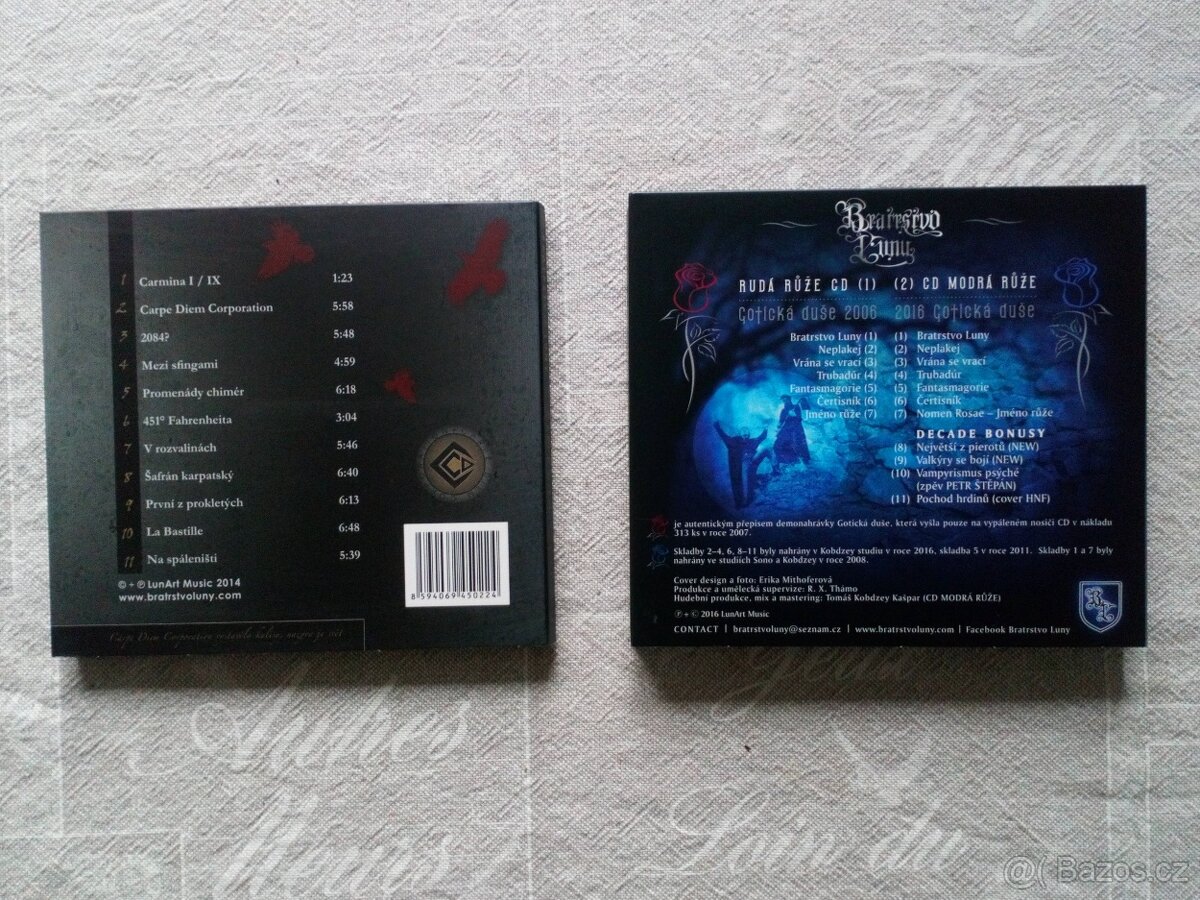 1 Carmina I / IX 1:23
2 Carpe Diem Corporation 5:58
3 2084? 5:48
4 Mezi sfingami 4:59
5 Promenády chimér 6:18
6 451° Fahrenheita 3:04
7 V rozvalinách 5:46
8 Šafrán karpatský 6:40
9 První z prokletých 6:13
10 La Bastille 6:48
11 Na spáleništi 5:39
© + ℗ LunArt Music 2014
www.bratrstvoluny.com
8 594069 450224
Carpe Diem Corporation
Bratrstvo
Luny
RUDÁ RŮŽE CD (1) (2) CD MODRÁ RŮŽE
Gotická duše 2006 2016 Gotická duše
Bratrstvo Luny (1) (1) Bratrstvo Luny
Neplakej (2) (2) Neplakej
Vrána se vrací (3) (3) Vrána se vrací
Trubadúr (4) (4) Trubadúr
Fantasmagorie (5) (5) Fantasmagorie
Čertisník (6) (6) Čertisník
Jméno růže (7) (7) Nomen Rosae – Jméno růže
DECADE BONUSY
(8) Největší z pierotů (NEW)
(9) Valkýry se bojí (NEW)
(10) Vampyrismus psýché
(zpěv PETR ŠTĚPÁN)
(11) Pochod hrdinů (cover HNF)
je autentickým přepisem demonahrávky Gotická duše, která vyšla pouze na vypáleném nosiči CD v nákladu
313 ks v roce 2007.
Skladby 2–4, 6, 8–11 byly nahrány v Kobdzey studiu v roce 2016, skladba 5 v roce 2011. Skladby 1 a 7 byly
nahrány ve studiích Sono a Kobdzey v roce 2008.
Cover design a foto: Erika Mithoferová
Produkce a umělecká supervize: R. X. Thámo
Hudební produkce, mix a mastering: Tomáš Kobdzey Kašpar (CD MODRÁ RŮŽE)
℗ + © 2016 LunArt Music
CONTACT | bratrstvoluny@seznam.cz | www.bratrstvoluny.com | Facebook Bratrstvo Luny
Loin du
Bazos.cz